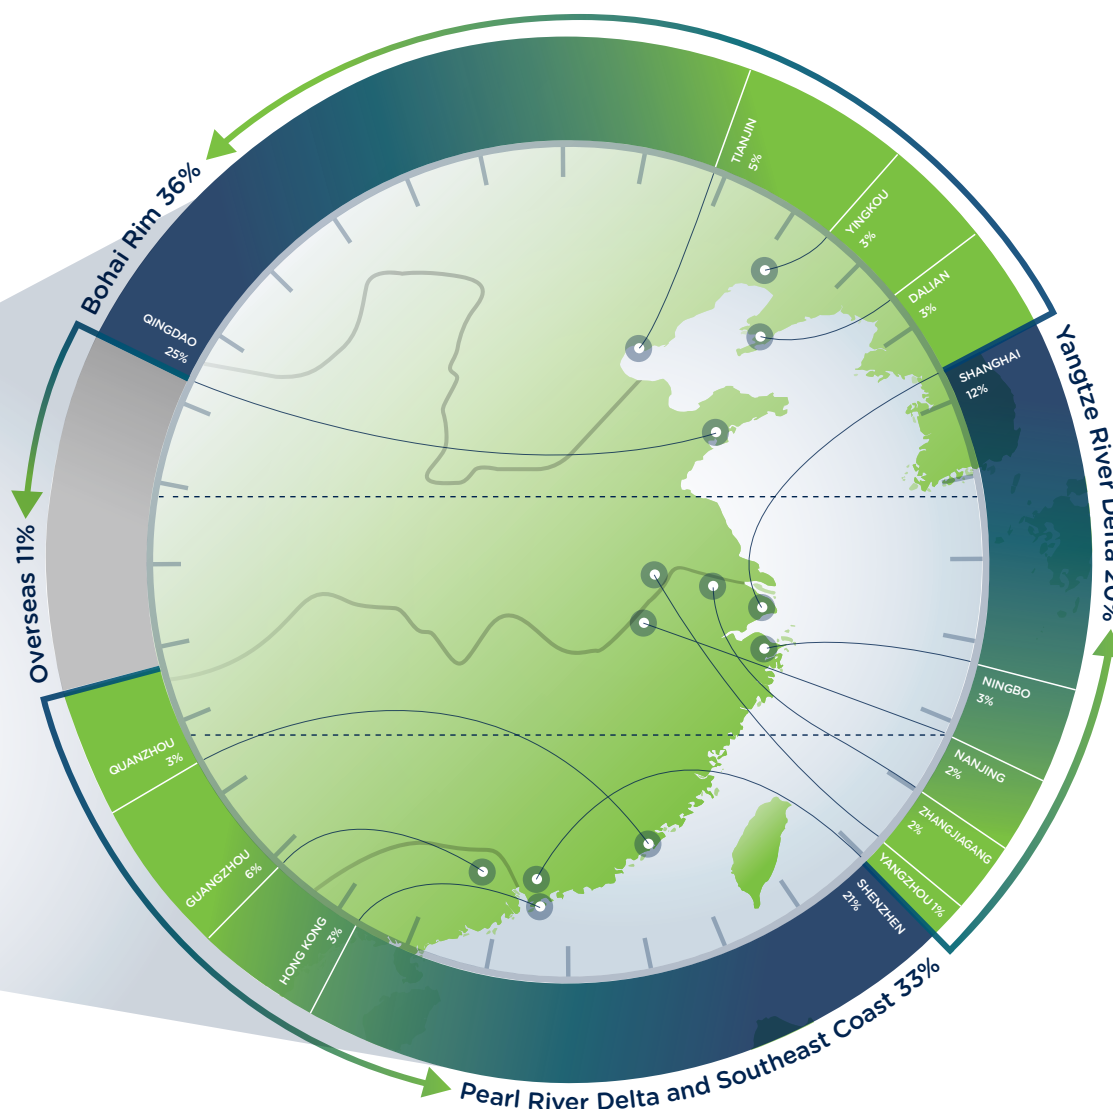 Bohai Rim 36%
QINGDAO
25%
TIANJIN
5%
YINGKOU
3%
DALIAN
3%
Yangtze River Delta 20%
SHANGHAI
12%
NINGBO
3%
NANJING
2%
ZHANGJIAGANG
2%
YANGZHOU 1%
Pearl River Delta and Southeast Coast 33%
SHENZHEN
21%
HONG KONG
3%
GUANGZHOU
6%
QUANZHOU
3%
Overseas 11%